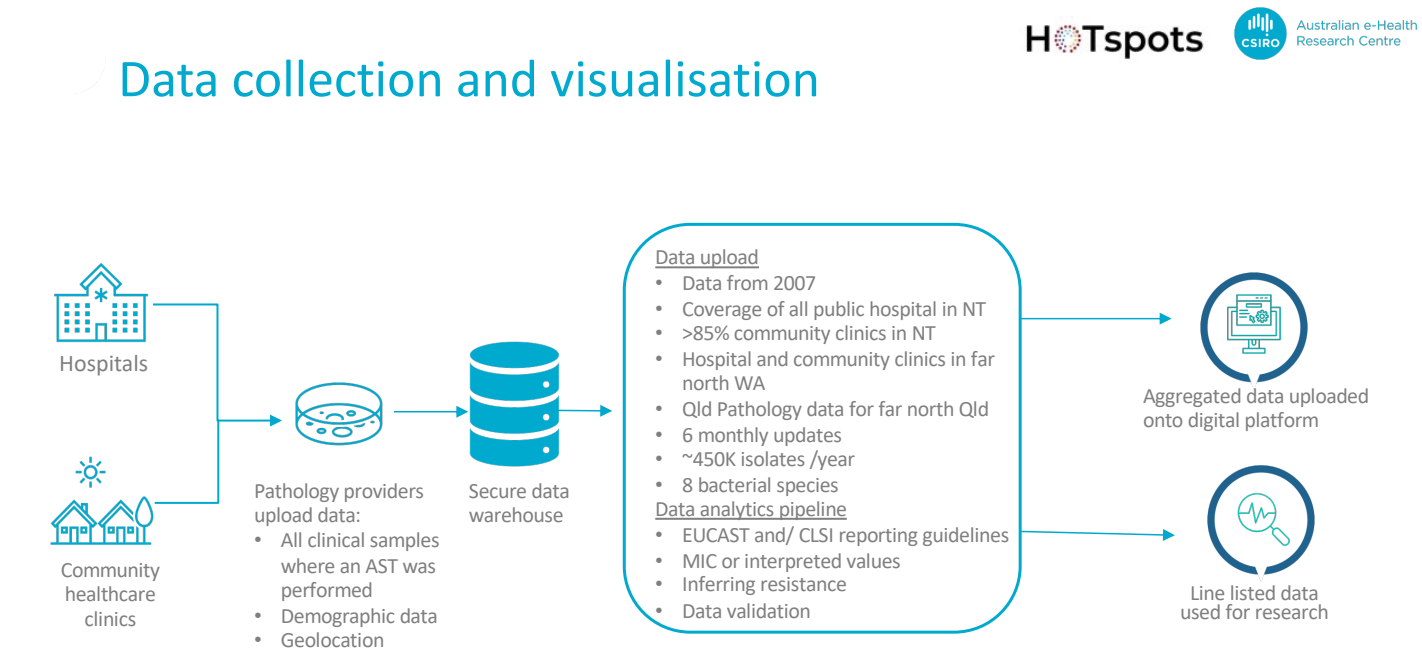 HOTspots
CSIRO
Australian e-Health
Research Centre
Data collection and visualisation
Hospitals
Community
healthcare
clinics
Pathology providers
upload data:
• All clinical samples
where an AST was
performed
• Demographic data
• Geolocation
Secure data
warehouse
Data upload
• Data from 2007
• Coverage of all public hospital in NT
• >85% community clinics in NT
• Hospital and community clinics in far
north WA
• Qld Pathology data for far north Qld
• 6 monthly updates
• ~450K isolates /year
• 8 bacterial species
Data analytics pipeline
• EUCAST and/ CLSI reporting guidelines
• MIC or interpreted values
• Inferring resistance
• Data validation
Aggregated data uploaded
onto digital platform
Line listed data
used for research